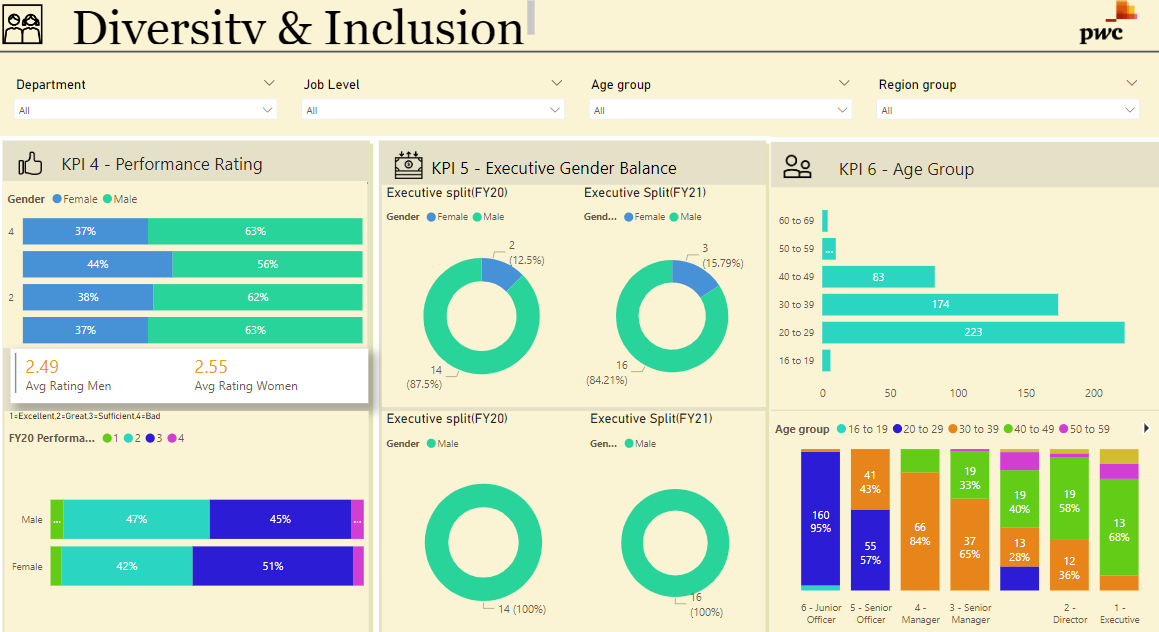 Diversity & Inclusion
pwc
Department
Job Level
Age group
Region group
All
All
All
All
KPI 4 - Performance Rating
Gender Female Male
4
37%
63%
44%
56%
2
38%
62%
37%
63%
2.49
2.55
Avg Rating Men
Avg Rating Women
1=Excellent,2=Great,3=Sufficient,4=Bad
FY20 Performa... 1 2 3 4
Male
...
47%
45%
...
Female
42%
51%
KPI 5 - Executive Gender Balance
Executive split(FY20)
Executive Split(FY21)
Gender Female Male
Gend... Female Male
2
(12.5%)
3
(15.79%)
14
(87.5%)
16
(84.21%)
Executive split(FY20)
Executive Split(FY21)
Gender Male
Gen... Male
14 (100%)
16
(100%)
KPI 6 - Age Group
60 to 69
50 to 59
...
40 to 49
83
30 to 39
174
20 to 29
223
16 to 19
0
50
100
150
200
Age group 16 to 19 20 to 29 30 to 39 40 to 49 50 to 59
160
95%
41
43%
55
57%
66
84%
19
33%
37
65%
19
40%
13
28%
19
58%
12
36%
13
68%
6 - Junior
Officer
5 - Senior
Officer
4 -
Manager
3 - Senior
Manager
2 -
Director
1 -
Executive